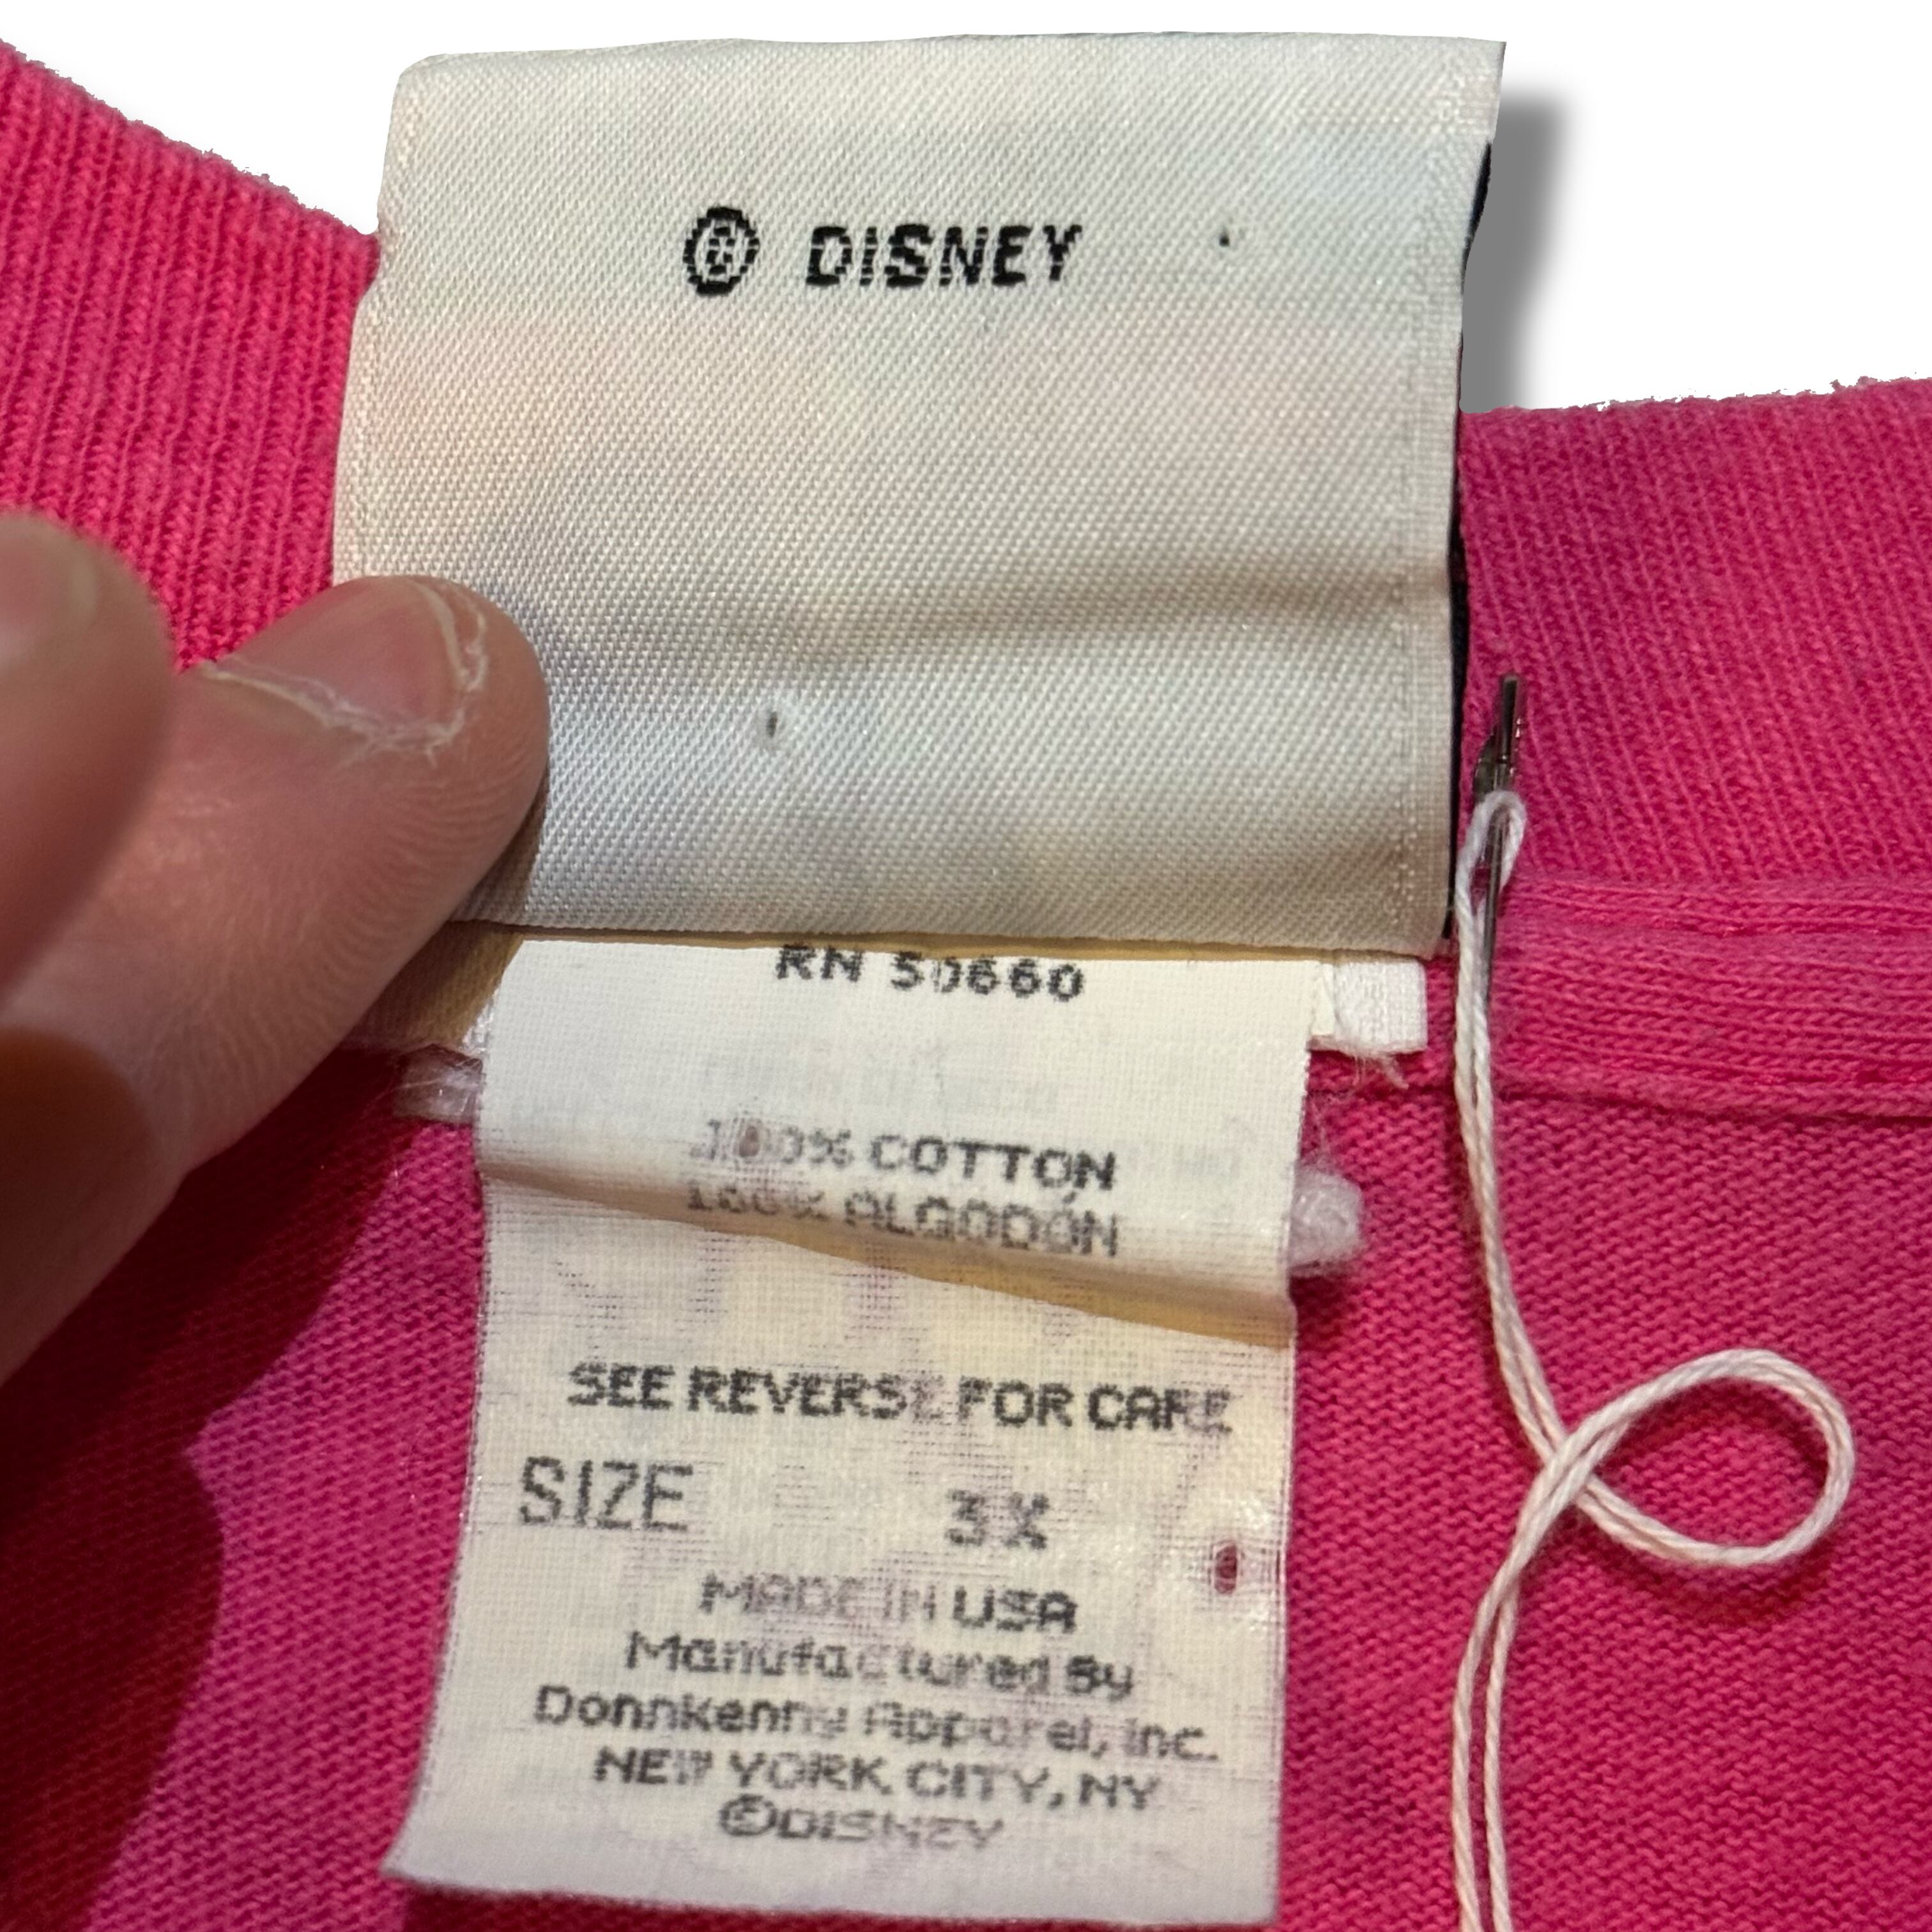 © DISNEY
RN 50660
100% COTTON
100% ALGODÓN
SEE REVERSE FOR CARE
SIZE 3X
MADE IN USA
Manufactured By
Donnkenny Apparel, Inc.
NEW YORK CITY, NY
©DISNEY